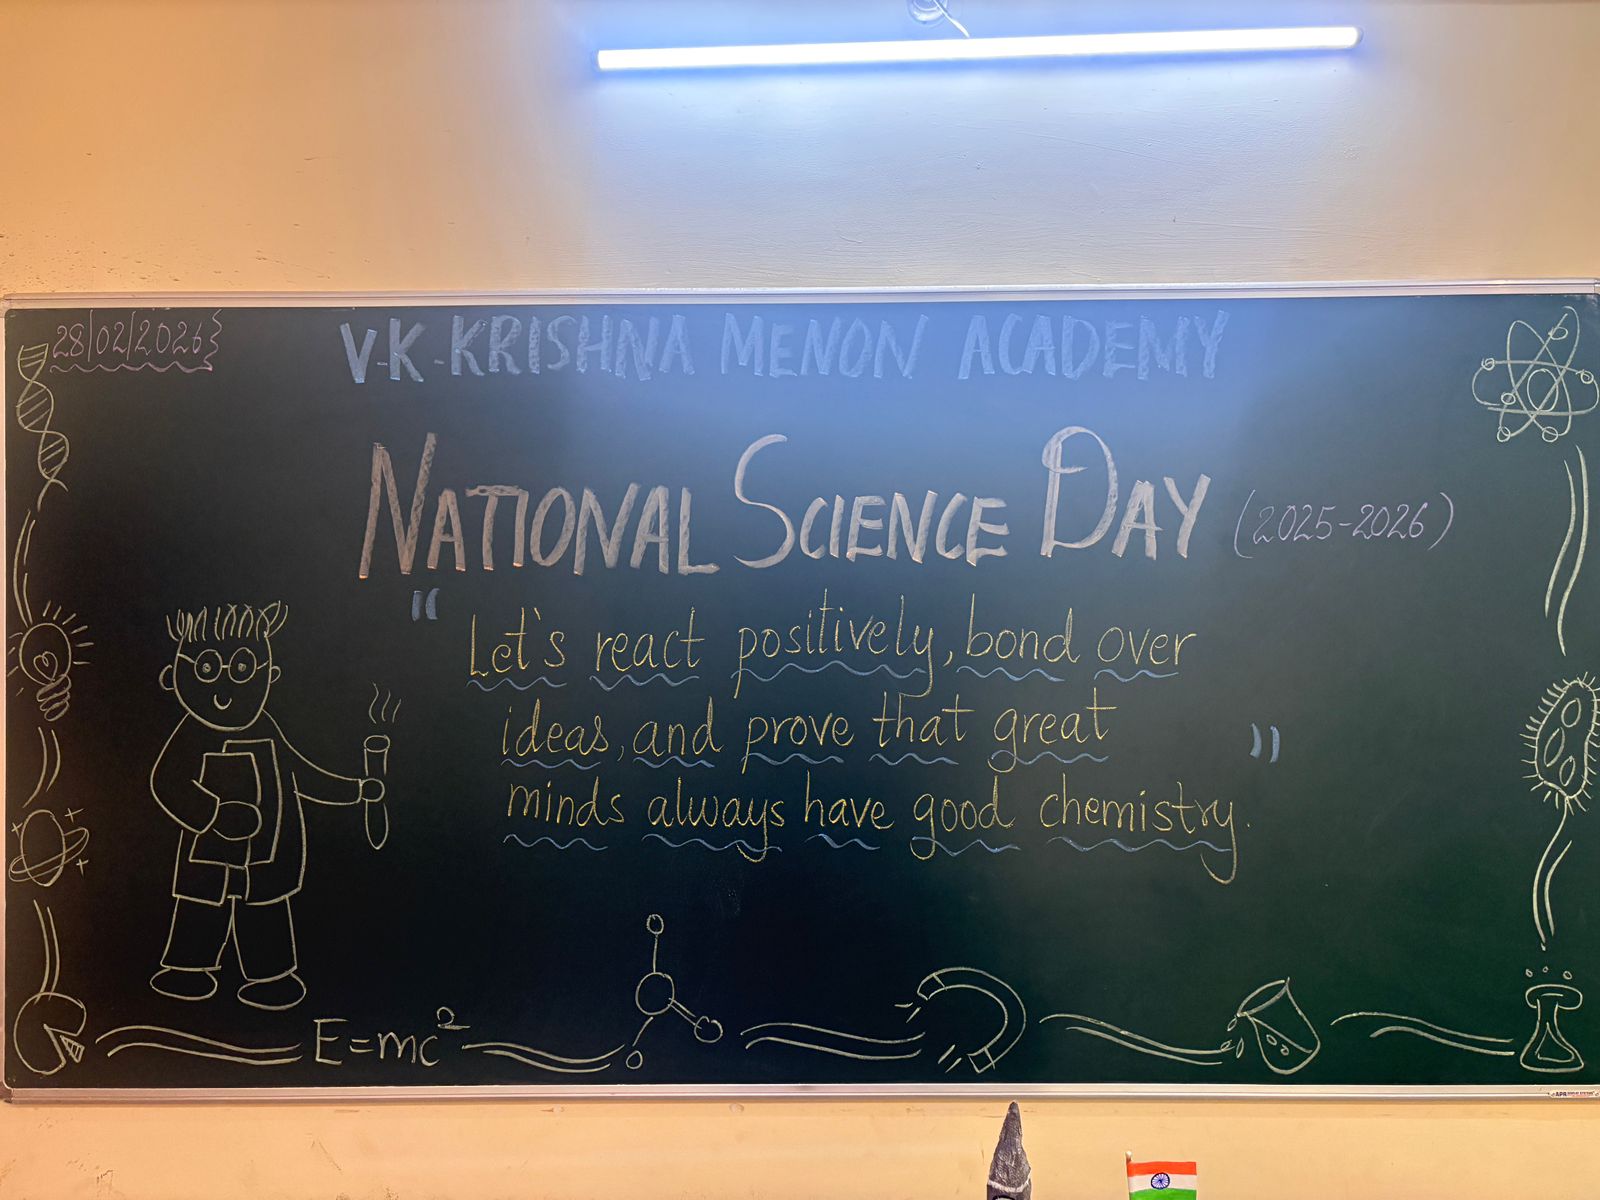 28/02/2026
V.K.KRISHNA MENON ACADEMY
NATIONAL SCIENCE DAY (2025-2026)
"Let's react positively, bond over
ideas, and prove that great
minds always have good chemistry."
E=mc²